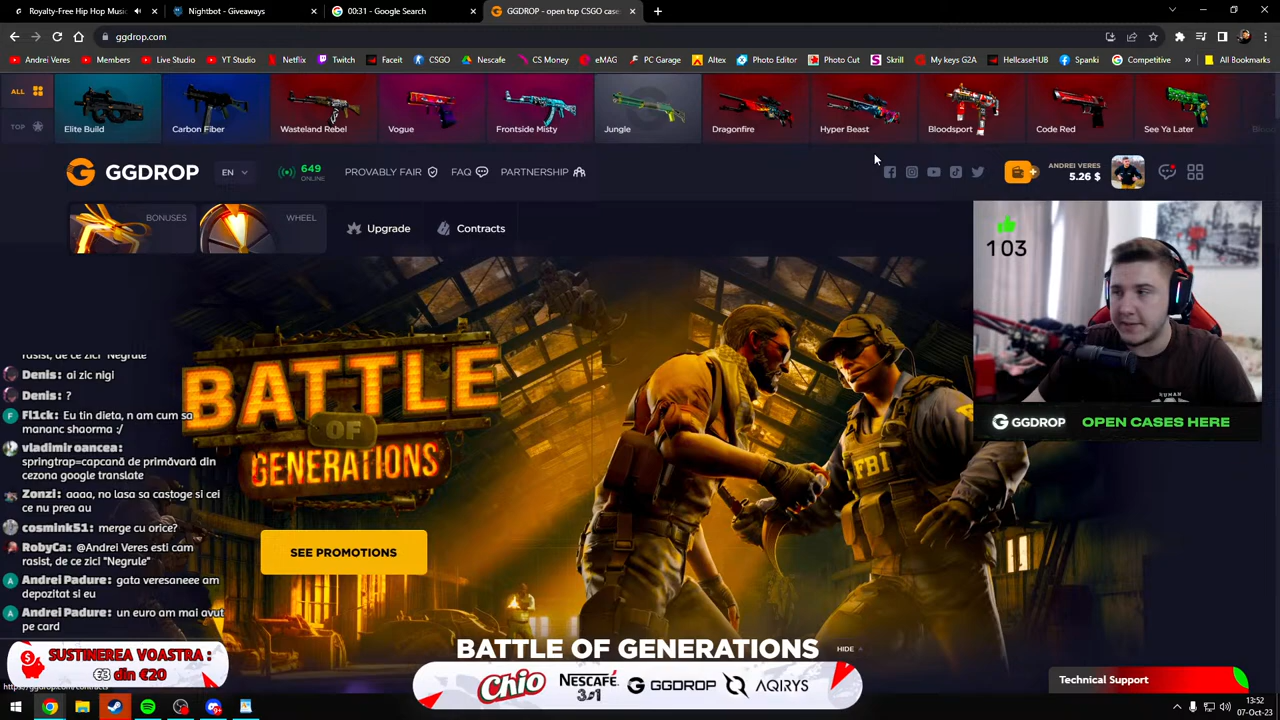 Royalty-Free Hip Hop Music
Nightbot - Giveaways
00:31 - Google Search
GGDROP - open top CSGO case
ggdrop.com
Andrei Veres
Members
Live Studio
YT Studio
Netflix
Twitch
Faceit
CSGO
Nescafe
CS Money
eMAG
PC Garage
Altex
Photo Editor
Photo Cut
Skrill
My keys G2A
HellcaseHUB
Spanki
Competitive
All Bookmarks
ALL
TOP
Elite Build
Carbon Fiber
Wasteland Rebel
Vogue
Frontside Misty
Jungle
Dragonfire
Hyper Beast
Bloodsport
Code Red
See Ya Later
GGDROP
EN
649
ONLINE
PROVABLY FAIR
FAQ
PARTNERSHIP
ANDREI VERES
5.26 $
BONUSES
WHEEL
Upgrade
Contracts
103
BATTLE
OF
GENERATIONS
FBI
HUMAN
GGDROP OPEN CASES HERE
SEE PROMOTIONS
rasist, de ce zici "Negrule"
Denis: ai zic nigi
Denis: ?
Fl1ck: Eu tin dieta, n am cum sa
mananc shaorma :/
vladimir oancea:
springtrap=capcană de primăvară din
cezona google translate
Zonzi: aaaa, no lasa sa castoge si cei
ce nu prea au
cosmink51: merge cu orice?
RobyCa: @Andrei Veres esti cam
rasist, de ce zici "Negrule"
Andrei Padure: gata veresaneee am
depozitat si eu
Andrei Padure: un euro am mai avut
pe card
BATTLE OF GENERATIONS
HIDE
SUSTINEREA VOASTRA :
€3 din €20
https://ggdrop.com/contracts
Chio
NESCAFÉ
3in1
GGDROP
AQIRYS
Technical Support
13:52
07-Oct-23